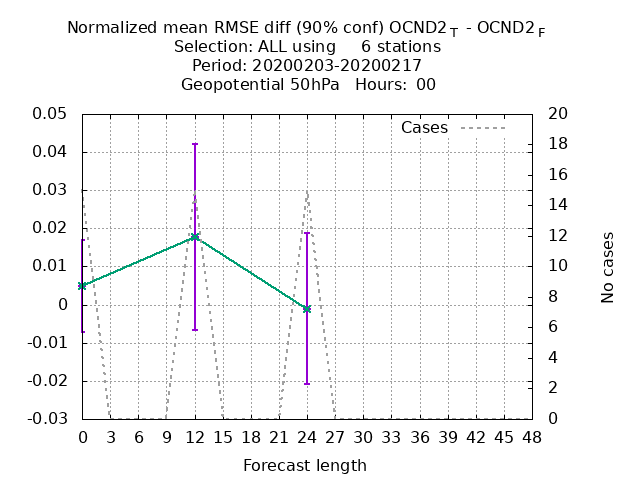 Normalized mean RMSE diff (90% conf) OCND2 T - OCND2 F
Selection: ALL using 6 stations
Period: 20200203-20200217
Geopotential 50hPa Hours: 00
Cases
0.05
0.04
0.03
0.02
0.01
0
-0.01
-0.02
-0.03
20
18
16
14
12
10
8
6
4
2
0
No cases
0 3 6 9 12 15 18 21 24 27 30 33 36 39 42 45 48
Forecast length